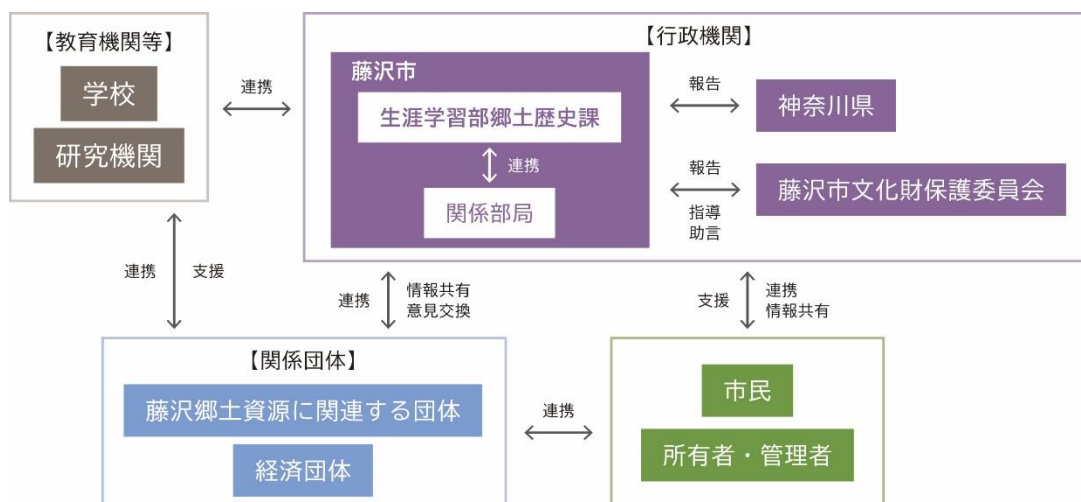 【教育機関等】
学校
研究機関
連携
【行政機関】
藤沢市
生涯学習部郷土歴史課
連携
関係部局
報告
神奈川県
報告
指導
助言
藤沢市文化財保護委員会
連携
支援
連携
情報共有
意見交換
支援
連携
情報共有
【関係団体】
藤沢郷土資源に関連する団体
経済団体
連携
市民
所有者・管理者